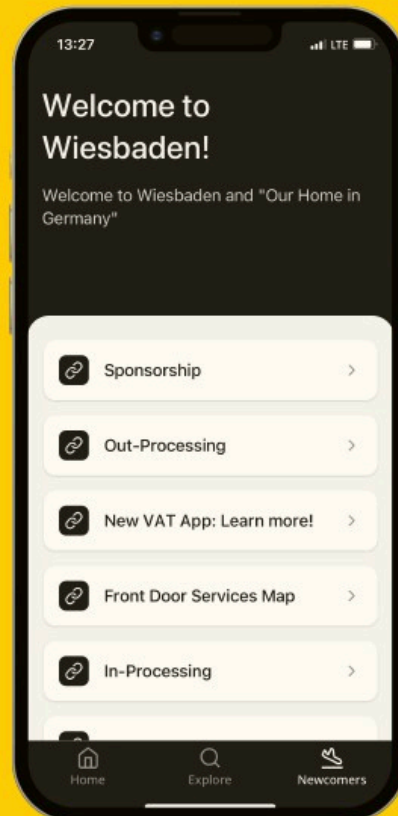 13:27
LTE
Welcome to
Wiesbaden!
Welcome to Wiesbaden and "Our Home in
Germany"
Sponsorship
Out-Processing
New VAT App: Learn more!
Front Door Services Map
In-Processing
Home
Explore
Newcomers